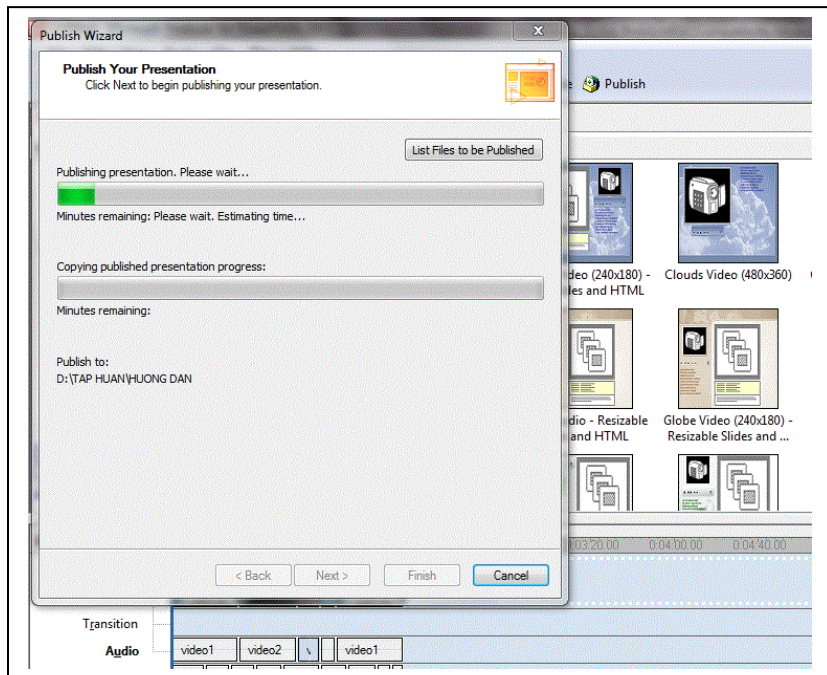 Publish Wizard
Publish Your Presentation
Click Next to begin publishing your presentation.
e Publish
List Files to be Published
Publishing presentation. Please wait...
Minutes remaining: Please wait. Estimating time...
Copying published presentation progress:
Minutes remaining:
Publish to:
D:\TAP HUAN\HUONG DAN
deo (240x180) -
les and HTML
Clouds Video (480x360)
dio - Resizable
and HTML
Globe Video (240x180) -
Resizable Slides and ...
03:20.00 0:04:00.00 0:04:40.00
< Back Next > Finish Cancel
Transition
Audio video1 video2 video1